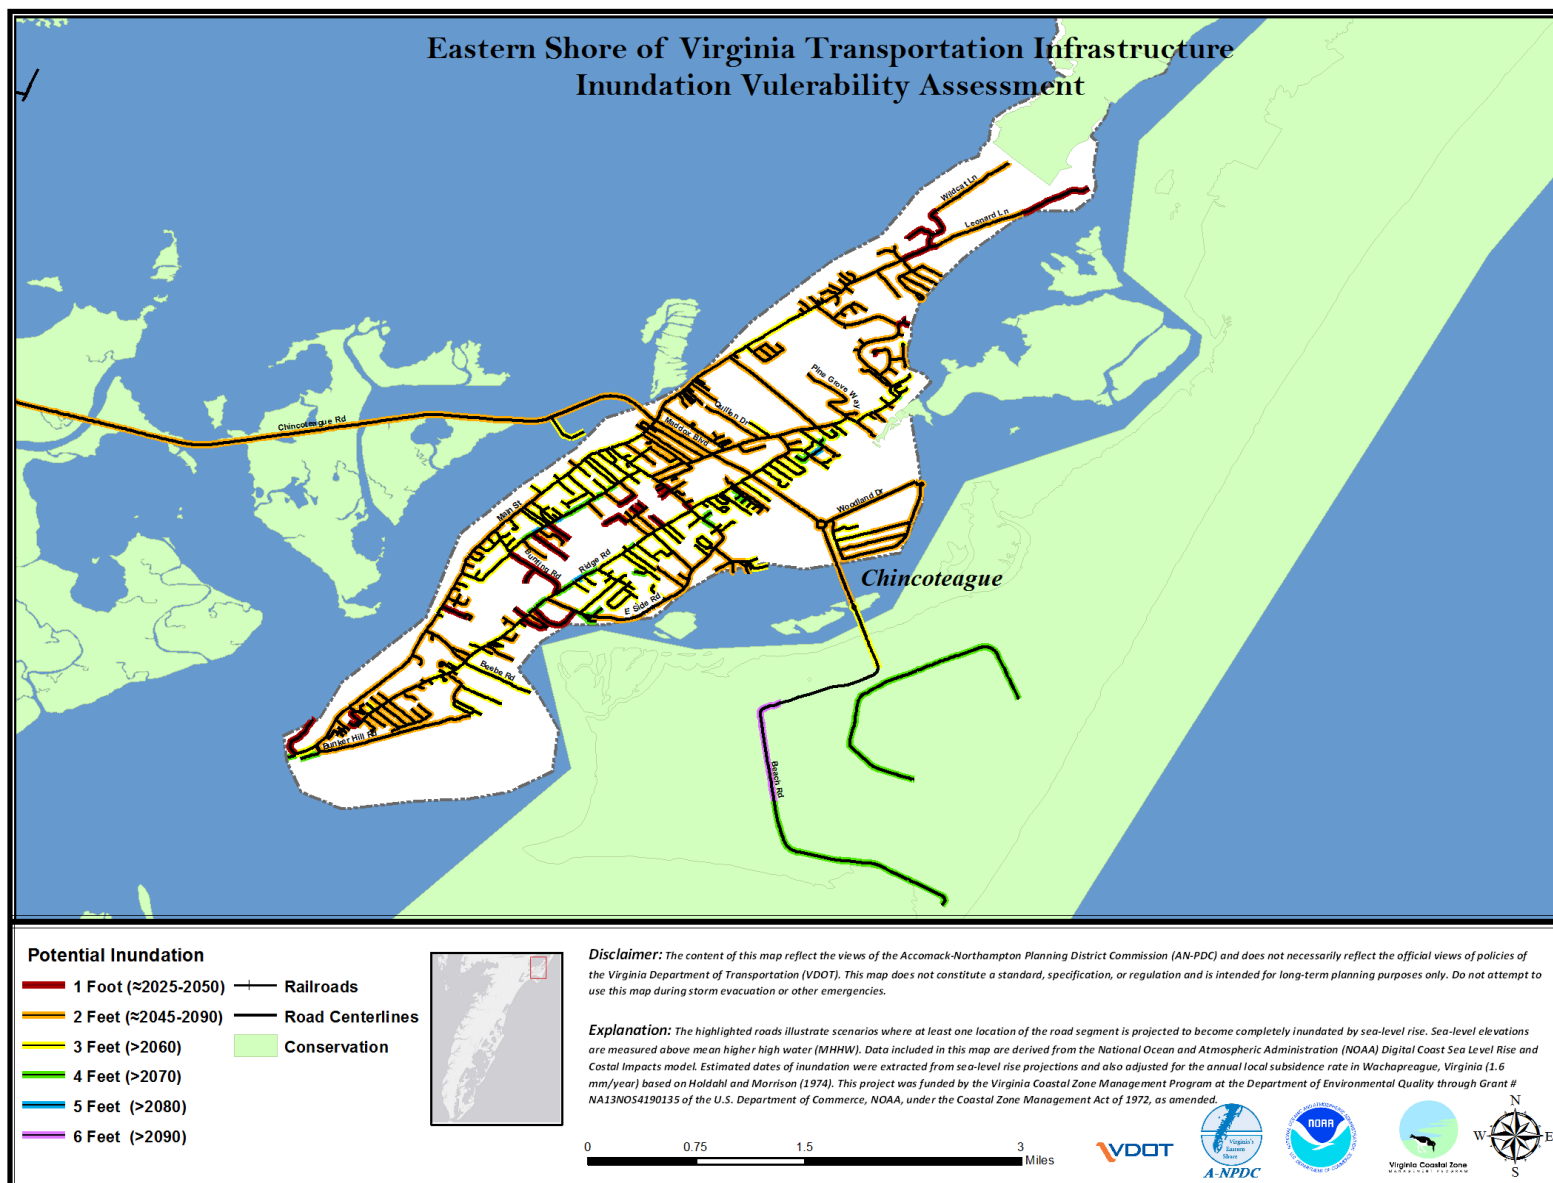 Eastern Shore of Virginia Transportation Infrastructure
Inundation Vulerability Assessment
Wildcat Ln
Leonard Ln
Pine Grove Way
Quillen Dr
Chincoteague Rd
Maddox Blvd
Main St
Woodland Dr
Bunting Rd
Ridge Rd
Chincoteague
E Side Rd
Beebe Rd
Bunker Hill Rd
Beach Rd
Potential Inundation
1 Foot (≈2025-2050)
2 Feet (≈2045-2090)
3 Feet (>2060)
4 Feet (>2070)
5 Feet (>2080)
6 Feet (>2090)
Railroads
Road Centerlines
Conservation
Disclaimer: The content of this map reflect the views of the Accomack-Northampton Planning District Commission (AN-PDC) and does not necessarily reflect the official views of policies of
the Virginia Department of Transportation (VDOT). This map does not constitute a standard, specification, or regulation and is intended for long-term planning purposes only. Do not attempt to
use this map during storm evacuation or other emergencies.
Explanation: The highlighted roads illustrate scenarios where at least one location of the road segment is projected to become completely inundated by sea-level rise. Sea-level elevations
are measured above mean higher high water (MHHW). Data included in this map are derived from the National Ocean and Atmospheric Administration (NOAA) Digital Coast Sea Level Rise and
Costal Impacts model. Estimated dates of inundation were extracted from sea-level rise projections and also adjusted for the annual local subsidence rate in Wachapreague, Virginia (1.6
mm/year) based on Holdahl and Morrison (1974). This project was funded by the Virginia Coastal Zone Management Program at the Department of Environmental Quality through Grant #
NA13NOS4190135 of the U.S. Department of Commerce, NOAA, under the Coastal Zone Management Act of 1972, as amended.
0 0.75 1.5 3
Miles
VDOT
Virginia's
Eastern
Shore
A-NPDC
NOAA
Virginia Coastal Zone
MANAGEMENT PROGRAM
N
W E
S